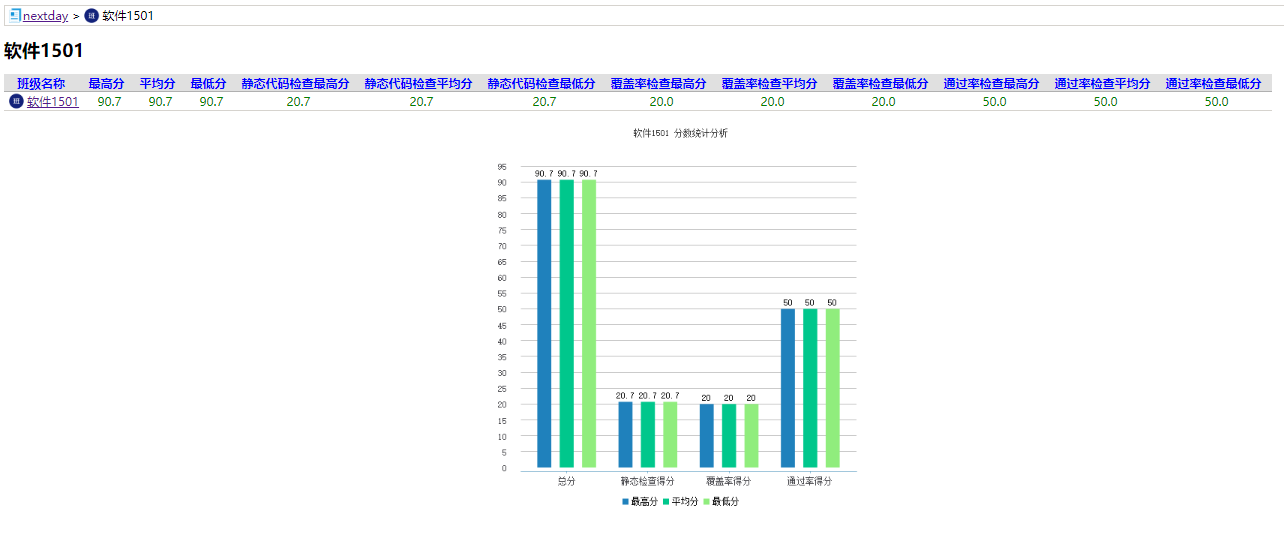 nextday > 班 软件1501
软件1501
班级名称 最高分 平均分 最低分 静态代码检查最高分 静态代码检查平均分 静态代码检查最低分 覆盖率检查最高分 覆盖率检查平均分 覆盖率检查最低分 通过率检查最高分 通过率检查平均分 通过率检查最低分
班 软件1501 90.7 90.7 90.7 20.7 20.7 20.7 20.0 20.0 20.0 50.0 50.0 50.0
软件1501 分数统计分析
95
90.7 90.7 90.7
90
85
80
75
70
65
60
55
50 50 50
50
45
40
35
30
25
20.7 20.7 20.7 20 20 20
20
15
10
5
0
总分 静态检查得分 覆盖率得分 通过率得分
最高分 平均分 最低分